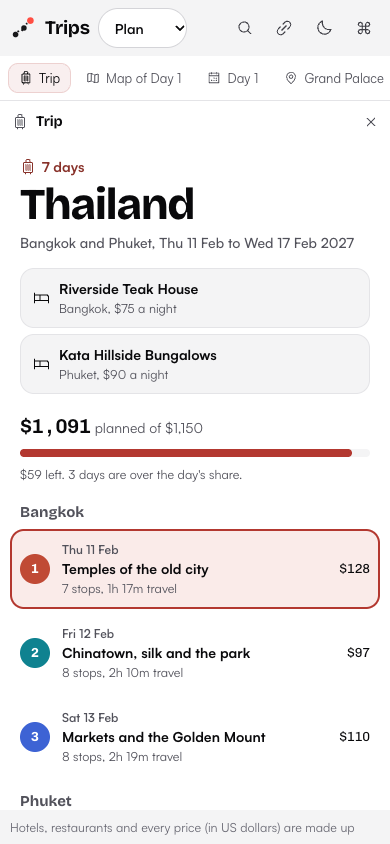 Trips
Plan
Trip
Map of Day 1
Day 1
Grand Palace
Trip
7 days
Thailand
Bangkok and Phuket, Thu 11 Feb to Wed 17 Feb 2027
Riverside Teak House
Bangkok, $75 a night
Kata Hillside Bungalows
Phuket, $90 a night
$1,091 planned of $1,150
$59 left. 3 days are over the day's share.
Bangkok
Thu 11 Feb
1 Temples of the old city $128
7 stops, 1h 17m travel
Fri 12 Feb
2 Chinatown, silk and the park $97
8 stops, 2h 10m travel
Sat 13 Feb
3 Markets and the Golden Mount $110
8 stops, 2h 19m travel
Phuket
Hotels, restaurants and every price (in US dollars) are made up